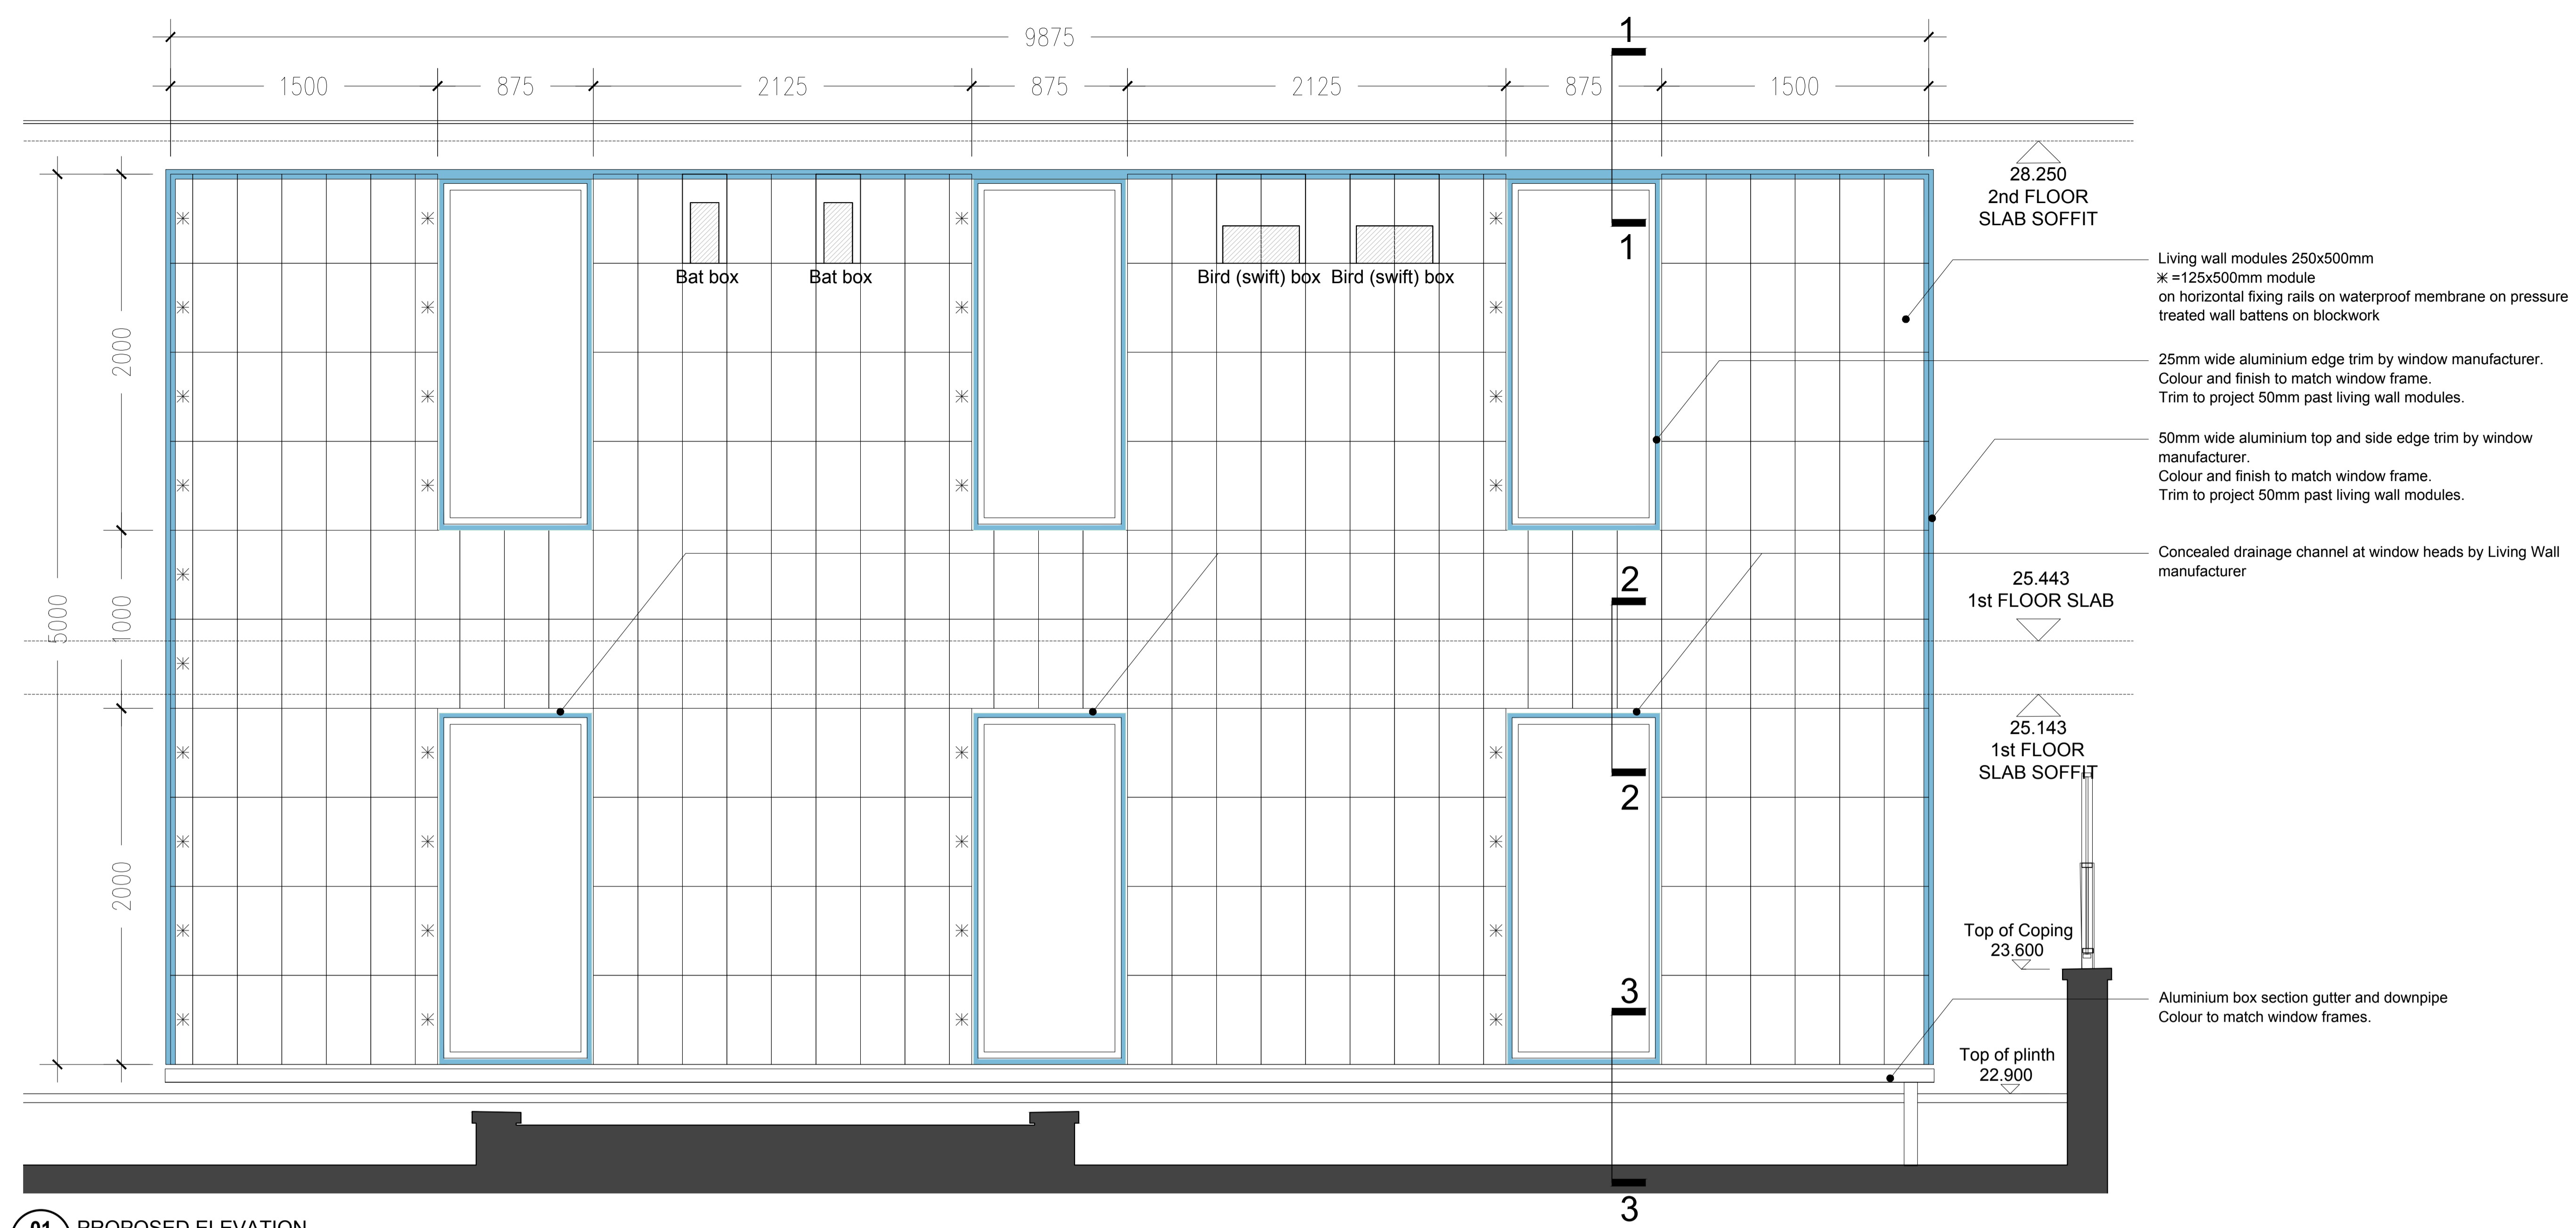 1
9875
1500
875
2125
875
2125
875
1500
28.250
2nd FLOOR
SLAB SOFFIT
1
Living wall modules 250x500mm
✳ =125x500mm module
on horizontal fixing rails on waterproof membrane on pressure
treated wall battens on blockwork
Bat box
Bat box
Bird (swift) box
Bird (swift) box
2000
25mm wide aluminium edge trim by window manufacturer.
Colour and finish to match window frame.
Trim to project 50mm past living wall modules.
50mm wide aluminium top and side edge trim by window
manufacturer.
Colour and finish to match window frame.
Trim to project 50mm past living wall modules.
Concealed drainage channel at window heads by Living Wall
manufacturer
2
25.443
1st FLOOR SLAB
5000
1000
25.143
1st FLOOR
SLAB SOFFIT
2
2000
Top of Coping
23.600
3
Aluminium box section gutter and downpipe
Colour to match window frames.
Top of plinth
22.900
3
01
PROPOSED ELEVATION